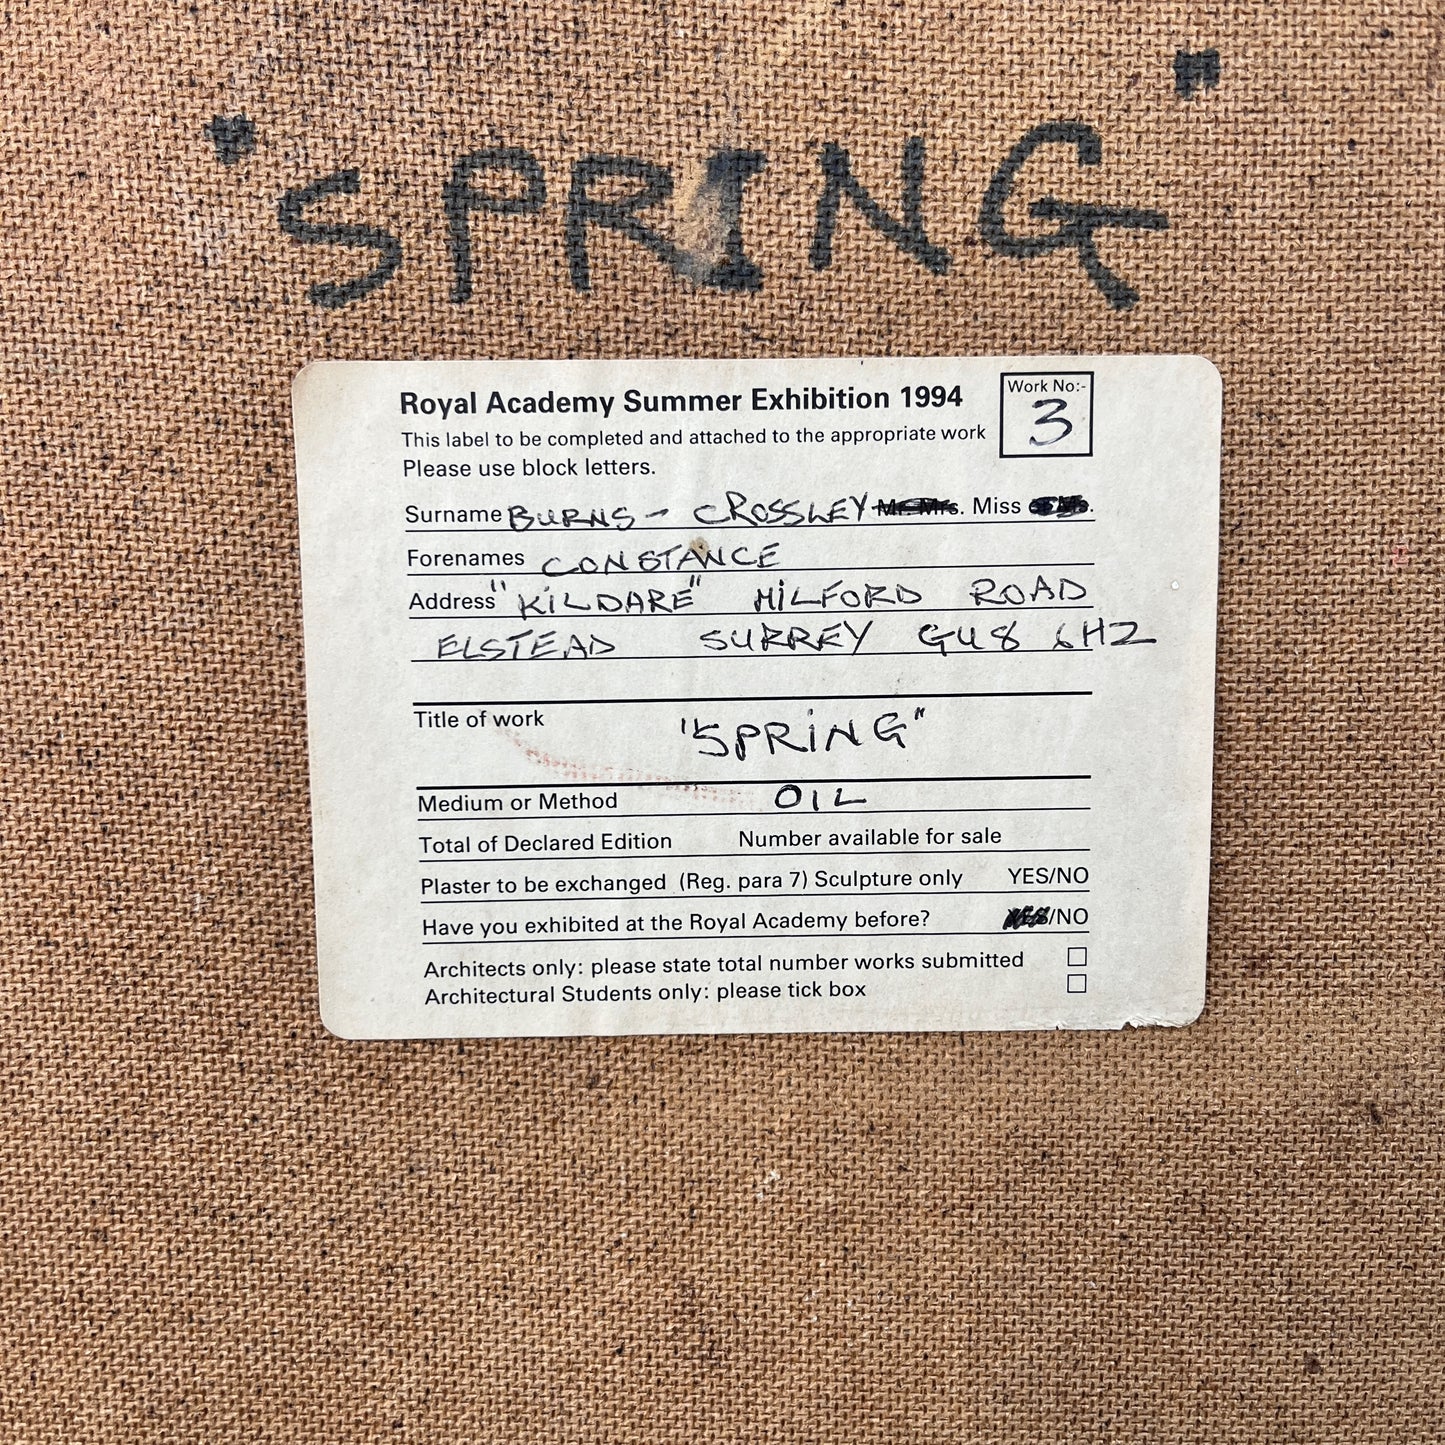 "SPRING"
Royal Academy Summer Exhibition 1994
Work No:-
3
This label to be completed and attached to the appropriate work
Please use block letters.
Surname BURNS - CROSSLEY Mr. Mrs. Miss or Ms.
Forenames CONSTANCE
Address "KiLDARE" MILFORD ROAD
ELSTEAD SURREY GU8 6HZ
Title of work "SPRiNG"
Medium or Method OIL
Total of Declared Edition Number available for sale
Plaster to be exchanged (Reg. para 7) Sculpture only YES/NO
Have you exhibited at the Royal Academy before? YES/NO
Architects only: please state total number works submitted
Architectural Students only: please tick box